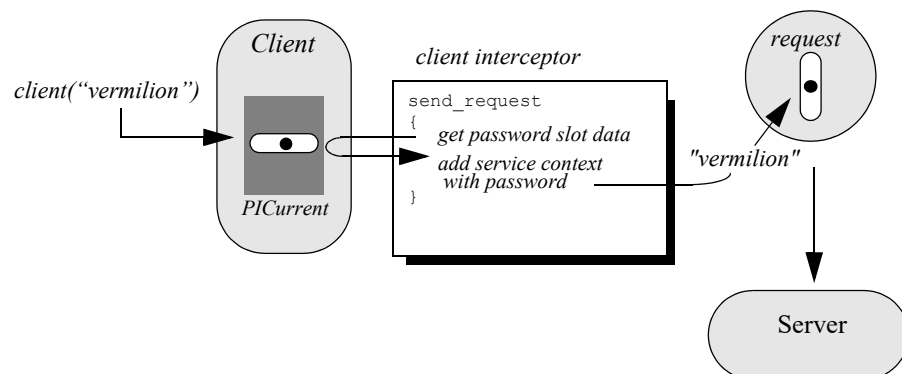 Client
client(“vermilion”)
PICurrent
client interceptor
send_request
{
get password slot data
add service context
with password
}
request
"vermilion"
Server